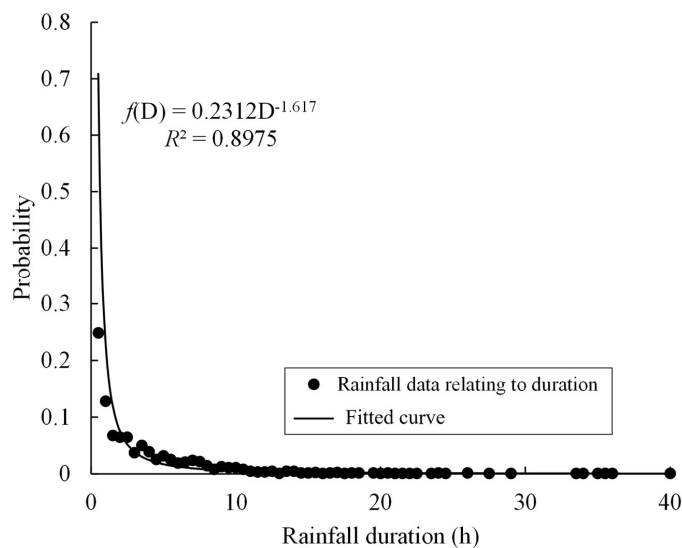 0.8
0.7
f(D) = 0.2312D⁻¹·⁶¹⁷
R² = 0.8975
0.6
0.5
0.4
0.3
0.2
0.1
0
Probability
Rainfall data relating to duration
Fitted curve
0 10 20 30 40
Rainfall duration (h)